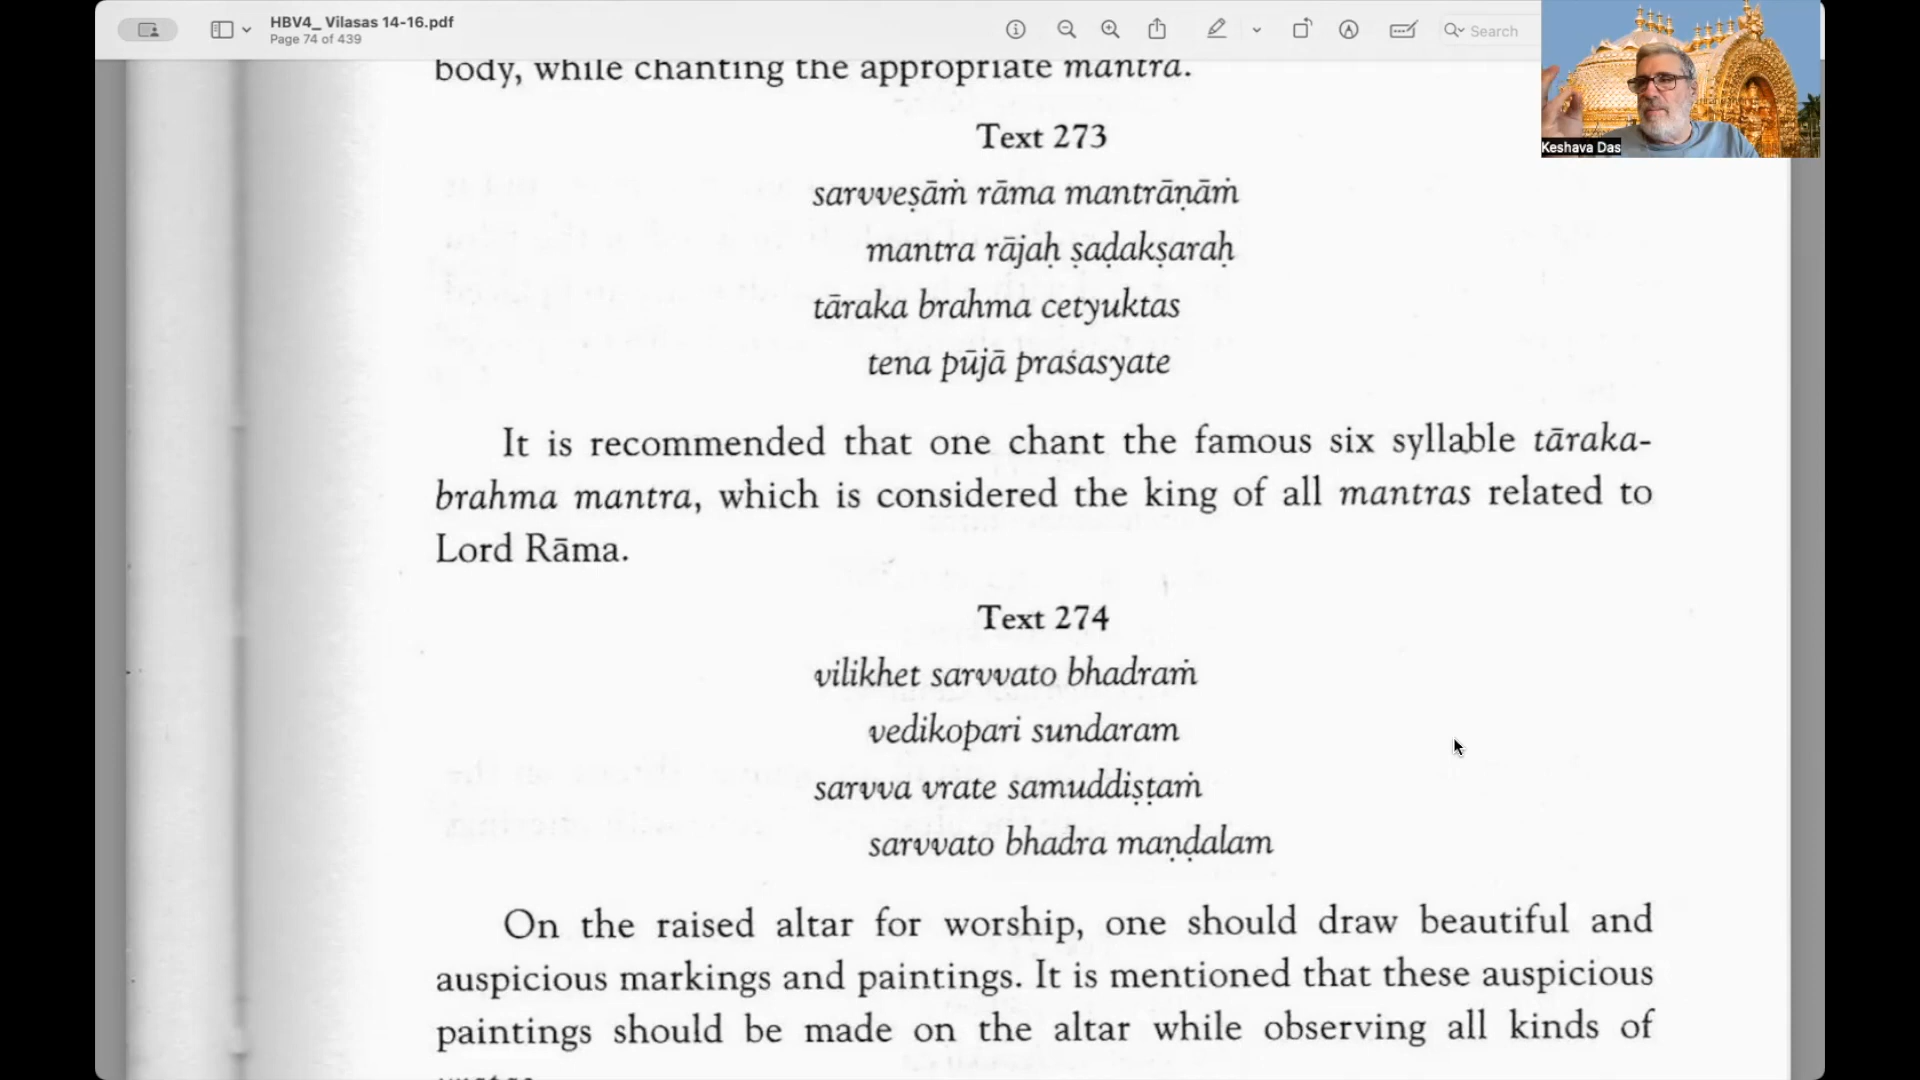 HBV4_ Vilasas 14-16.pdf
Page 74 of 439
Search
body, while chanting the appropriate mantra.
Keshava Das
Text 273
sarvveṣāṁ rāma mantrāṇāṁ
mantra rājaḥ ṣaḍakṣaraḥ
tāraka brahma cetyuktas
tena pūjā praśasyate
It is recommended that one chant the famous six syllable tāraka-
brahma mantra, which is considered the king of all mantras related to
Lord Rāma.
Text 274
vilikhet sarvvato bhadraṁ
vedikopari sundaram
sarvva vrate samuddiṣṭaṁ
sarvvato bhadra maṇḍalam
On the raised altar for worship, one should draw beautiful and
auspicious markings and paintings. It is mentioned that these auspicious
paintings should be made on the altar while observing all kinds of